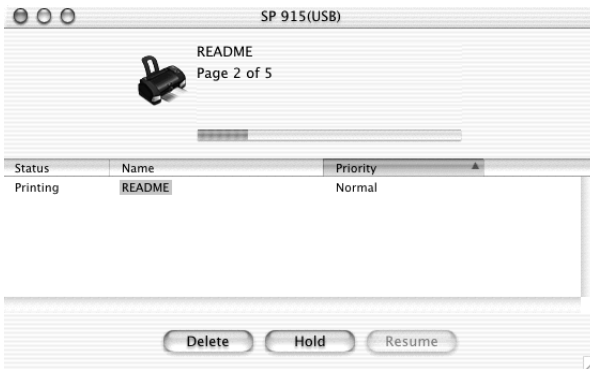 SP 915(USB)
README
Page 2 of 5
Status Name Priority
Printing README Normal
Delete Hold Resume